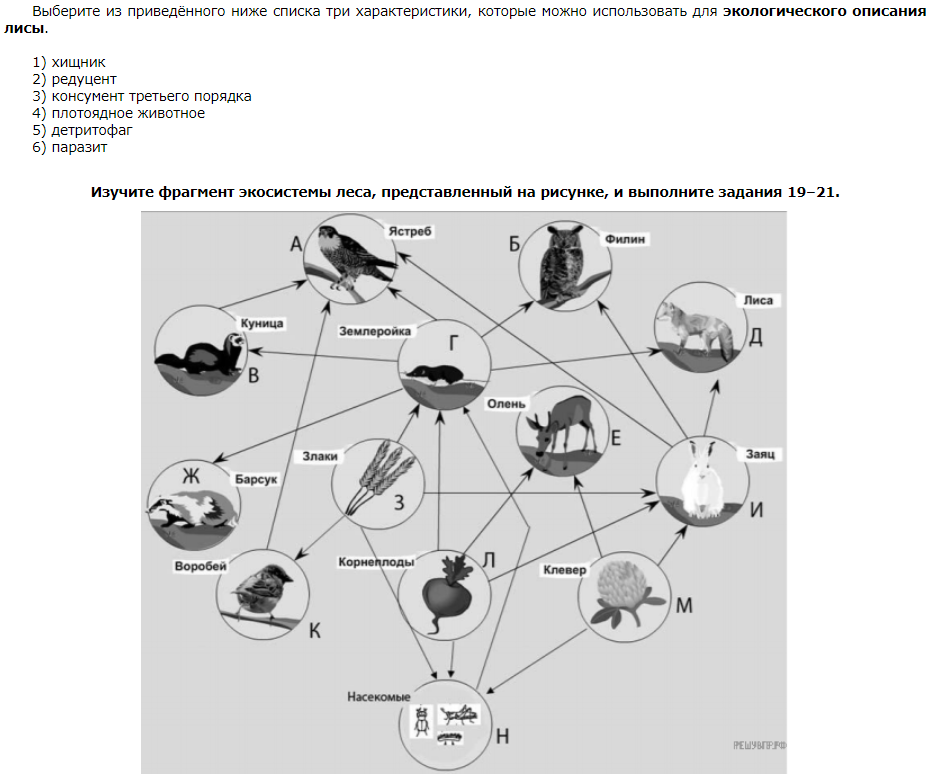 Выберите из приведённого ниже списка три характеристики, которые можно использовать для экологического описания
лисы.
1) хищник
2) редуцент
3) консумент третьего порядка
4) плотоядное животное
5) детритофаг
6) паразит
Изучите фрагмент экосистемы леса, представленный на рисунке, и выполните задания 19–21.
А Ястреб
Б Филин
Лиса
Д
Куница
В
Землеройка
Г
Олень
Е
Злаки
З
Заяц
И
Ж Барсук
Воробей
К
Корнеплоды Л
Клевер
М
Насекомые
Н
РЕШУВПР.РФ